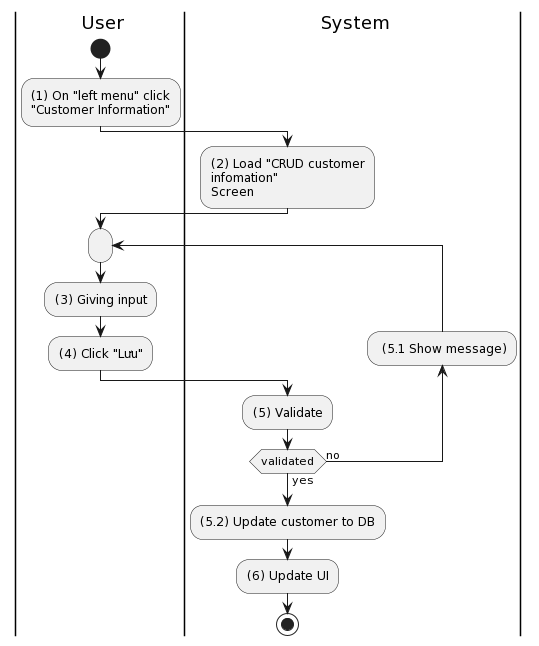 User
System
(1) On "left menu" click
"Customer Information"
(2) Load "CRUD customer
infomation"
Screen
(3) Giving input
(4) Click "Lưu"
(5.1 Show message)
(5) Validate
validated
no
yes
(5.2) Update customer to DB
(6) Update UI